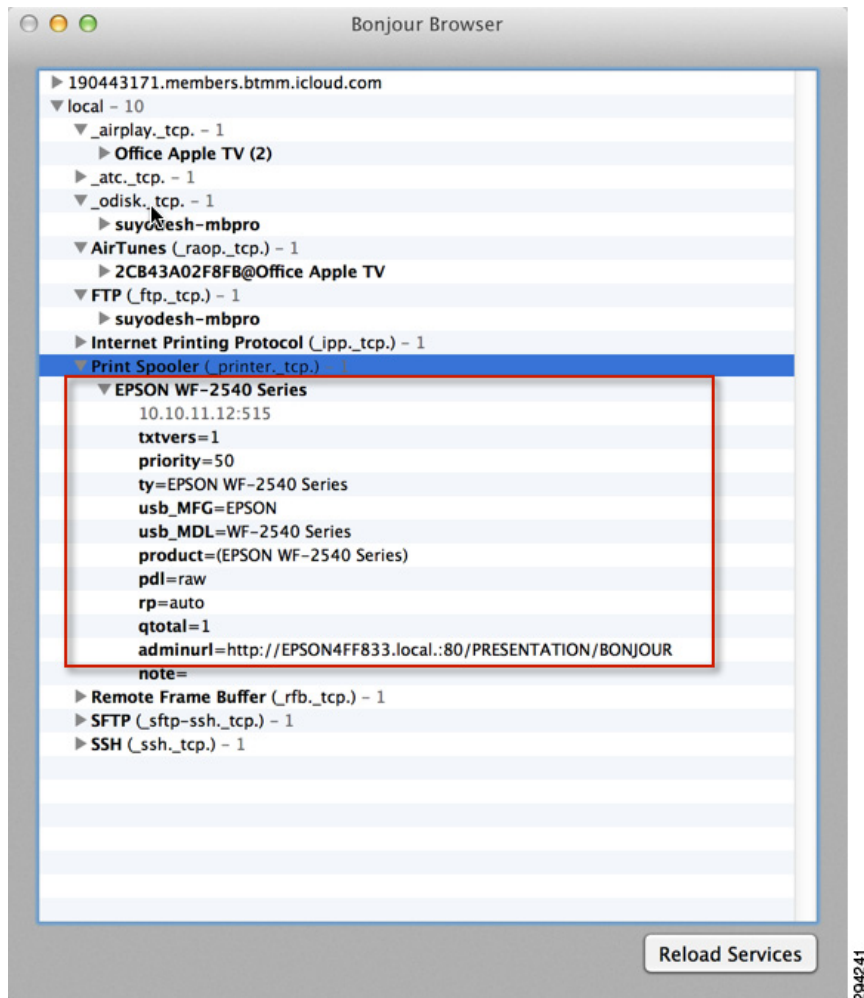 Bonjour Browser
190443171.members.btmm.icloud.com
local – 10
_airplay._tcp. – 1
Office Apple TV (2)
_atc._tcp. – 1
_odisk._tcp. – 1
suyodesh-mbpro
AirTunes (_raop._tcp.) – 1
2CB43A02F8FB@Office Apple TV
FTP (_ftp._tcp.) – 1
suyodesh-mbpro
Internet Printing Protocol (_ipp._tcp.) – 1
Print Spooler (_printer._tcp.) – 1
EPSON WF-2540 Series
10.10.11.12:515
txtvers=1
priority=50
ty=EPSON WF-2540 Series
usb_MFG=EPSON
usb_MDL=WF-2540 Series
product=(EPSON WF-2540 Series)
pdl=raw
rp=auto
qtotal=1
adminurl=http://EPSON4FF833.local.:80/PRESENTATION/BONJOUR
note=
Remote Frame Buffer (_rfb._tcp.) – 1
SFTP (_sftp-ssh._tcp.) – 1
SSH (_ssh._tcp.) – 1
Reload Services
294241